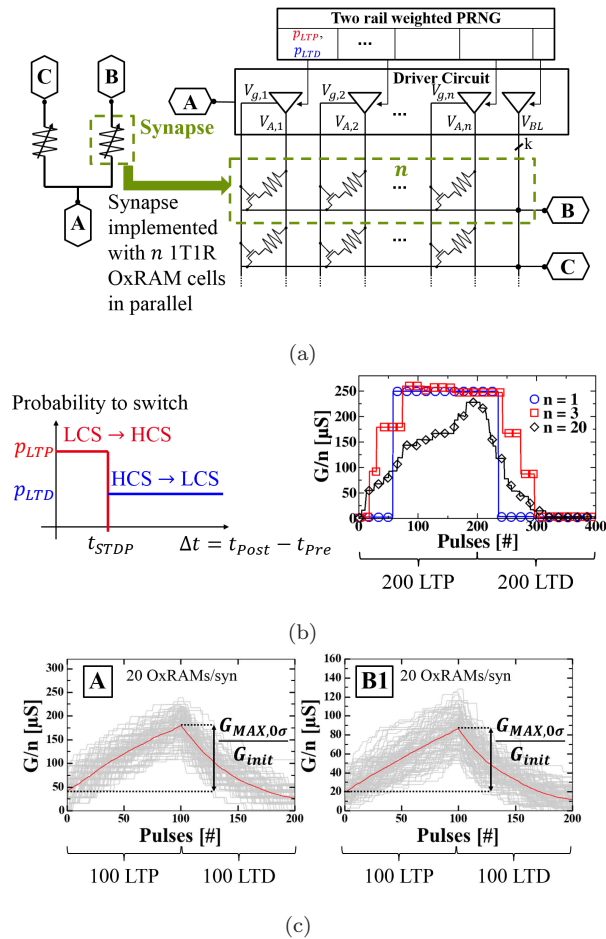 Two rail weighted PRNG
p_LTP,
p_LTD
...
Driver Circuit
C
B
A
V_g,1
V_g,2
V_g,n
V_A,1
V_A,2
...
V_A,n
V_BL
k
Synapse
n
...
B
A
Synapse
implemented
with n 1T1R
OxRAM cells
in parallel
...
C
(a)
Probability to switch
LCS → HCS
p_LTP
HCS → LCS
p_LTD
t_STDP
Δt = t_Post − t_Pre
G/n [µS]
250
200
150
100
50
0
n = 1
n = 3
n = 20
0 100 200 300 400
Pulses [#]
200 LTP 200 LTD
(b)
A
20 OxRAMs/syn
G/n [µS]
300
250
200
150
100
50
0
G_MAX,0σ
G_init
0 50 100 150 200
Pulses [#]
100 LTP 100 LTD
B1
20 OxRAMs/syn
G/n [µS]
160
140
120
100
80
60
40
20
0
G_MAX,0σ
G_init
0 50 100 150 200
Pulses [#]
100 LTP 100 LTD
(c)